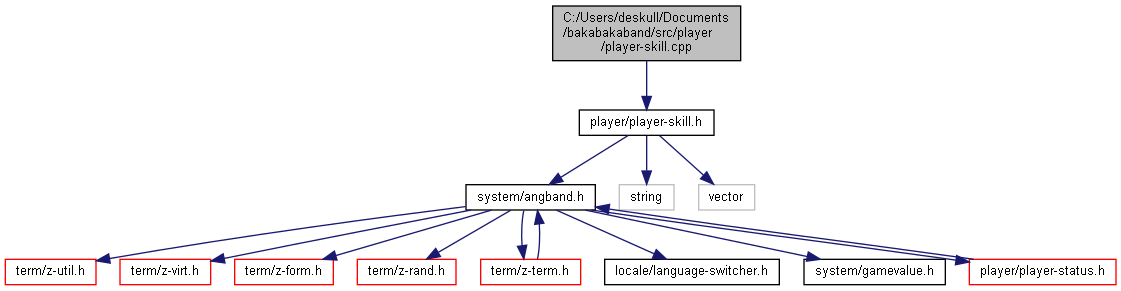 C:/Users/deskull/Documents
/bakabakaband/src/player
/player-skill.cpp
player/player-skill.h
system/angband.h
string
vector
term/z-util.h
term/z-virt.h
term/z-form.h
term/z-rand.h
term/z-term.h
locale/language-switcher.h
system/gamevalue.h
player/player-status.h